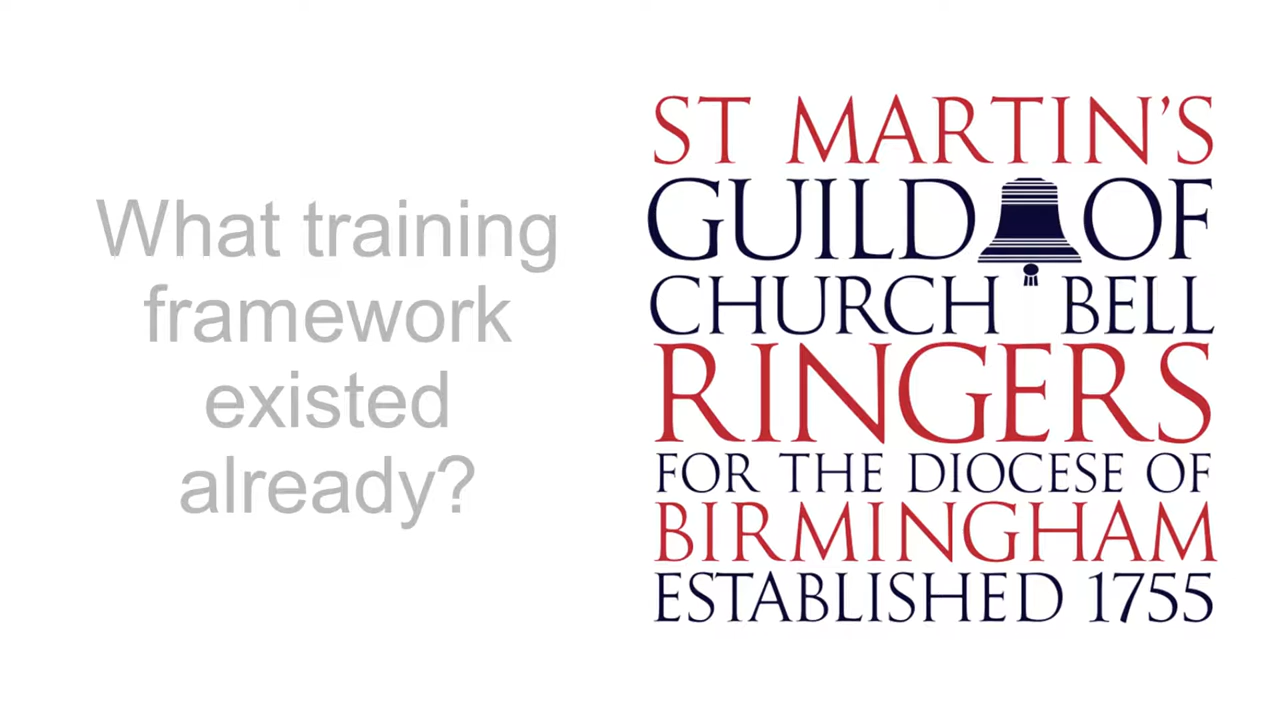 What training
framework
existed
already?
ST MARTIN'S
GUILD OF
CHURCH BELL
RINGERS
FOR THE DIOCESE OF
BIRMINGHAM
ESTABLISHED 1755